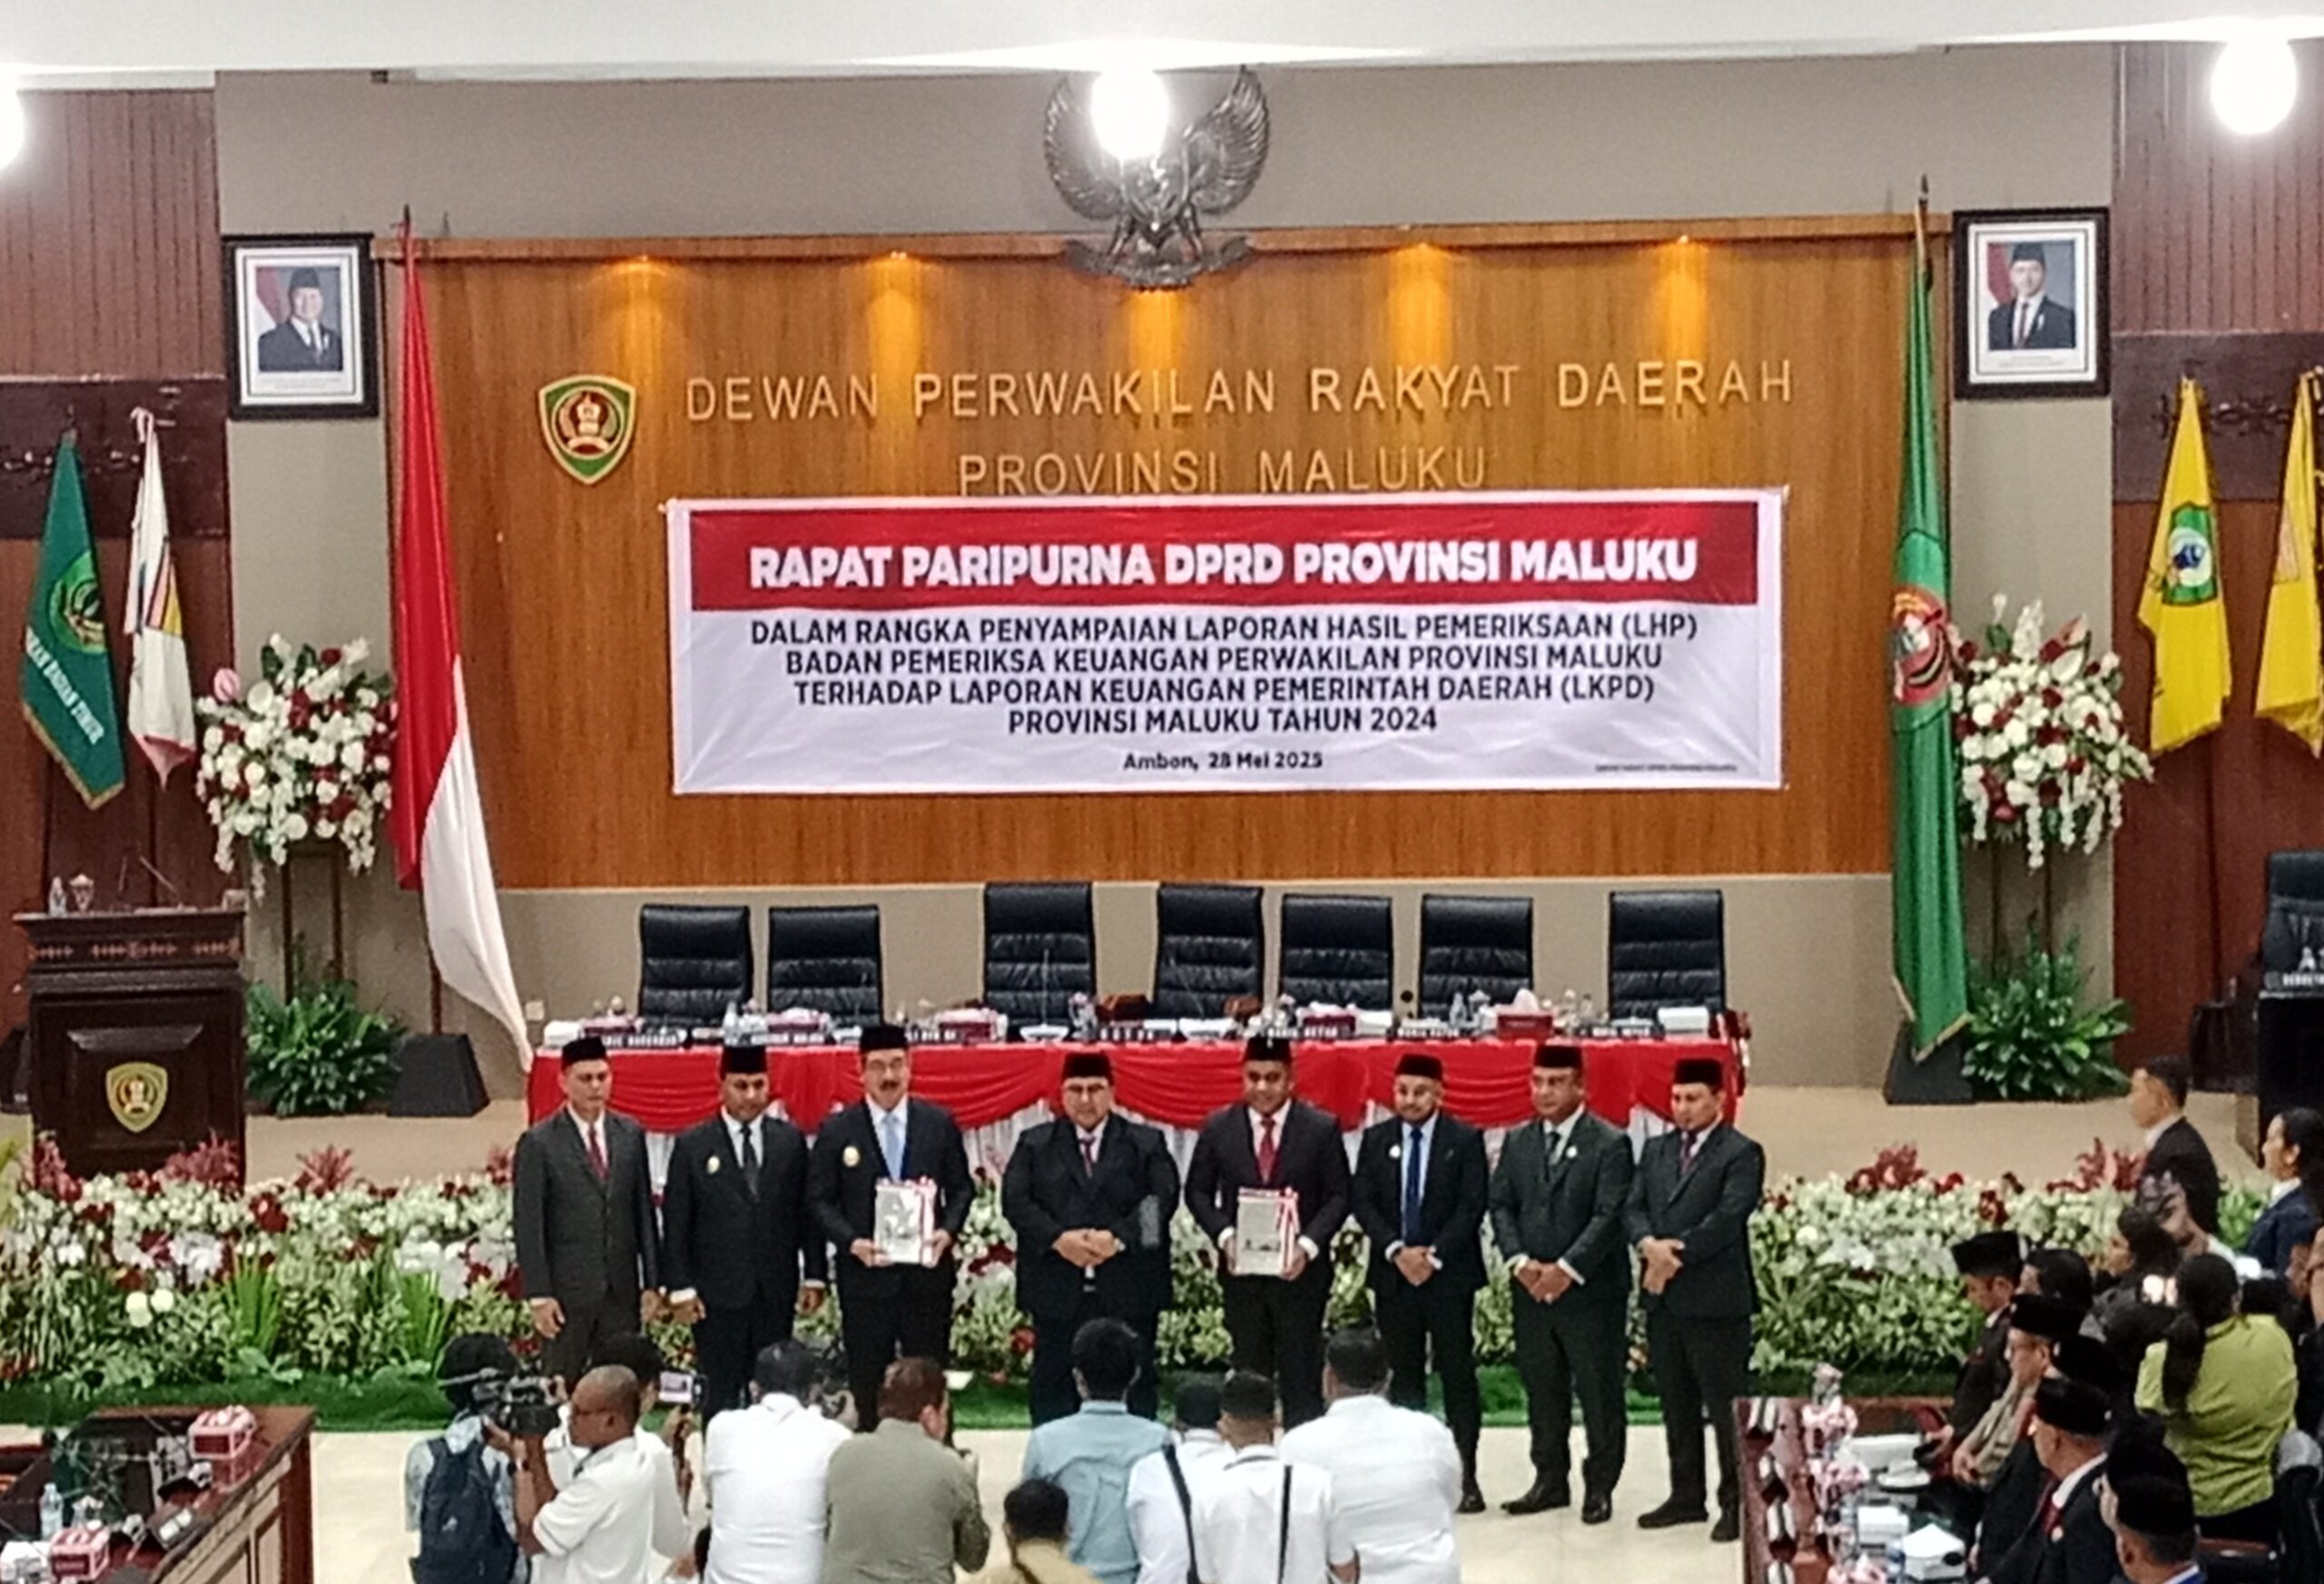 DEWAN PERWAKILAN RAKYAT DAERAH
PROVINSI MALUKU
RAPAT PARIPURNA DPRD PROVINSI MALUKU
DALAM RANGKA PENYAMPAIAN LAPORAN HASIL PEMERIKSAAN (LHP)
BADAN PEMERIKSA KEUANGAN PERWAKILAN PROVINSI MALUKU
TERHADAP LAPORAN KEUANGAN PEMERINTAH DAERAH (LKPD)
PROVINSI MALUKU TAHUN 2024
Ambon, 28 Mei 2025